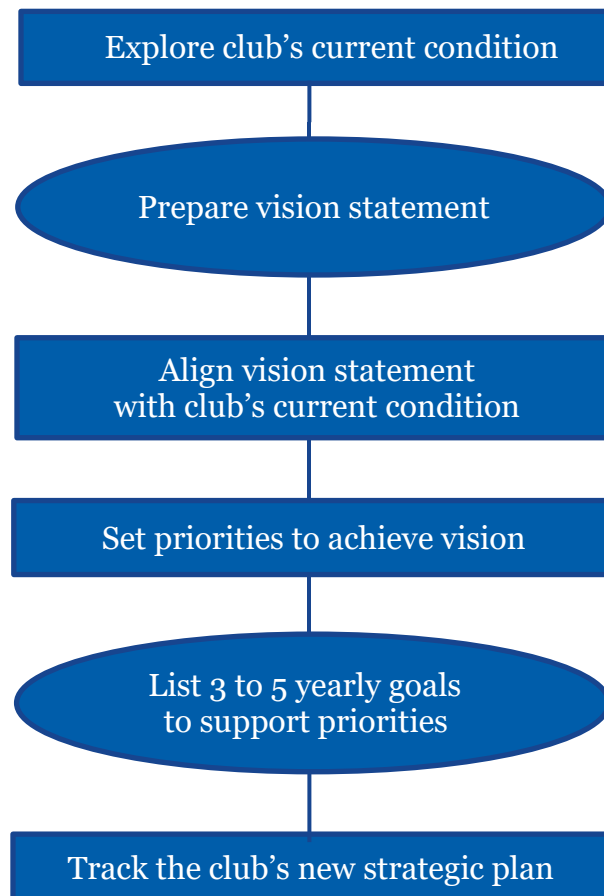 Explore club’s current condition
Prepare vision statement
Align vision statement
with club’s current condition
Set priorities to achieve vision
List 3 to 5 yearly goals
to support priorities
Track the club’s new strategic plan